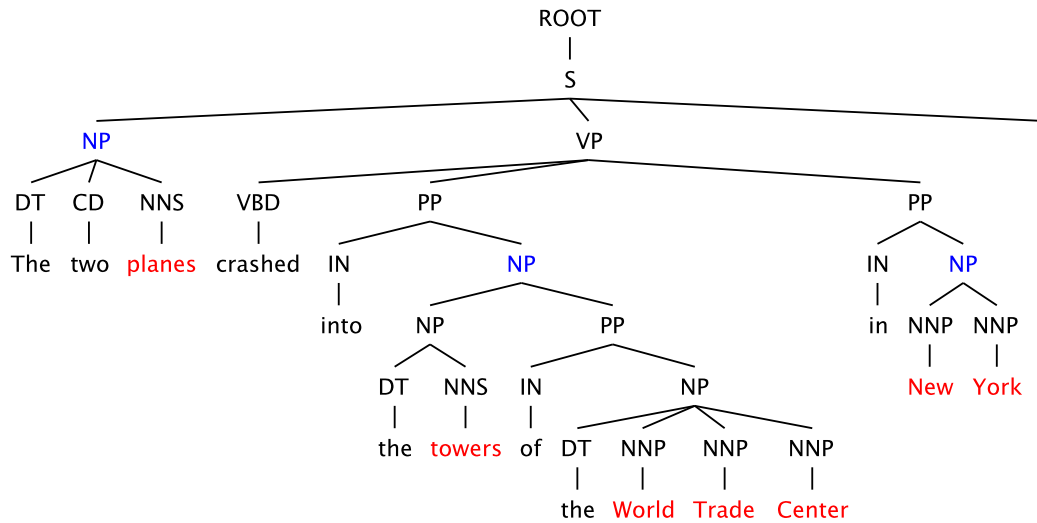 ROOT
S
NP VP
DT CD NNS VBD PP PP
The two planes crashed IN NP IN NP
into NP PP in NNP NNP
DT NNS IN NP New York
the towers of DT NNP NNP NNP
the World Trade Center